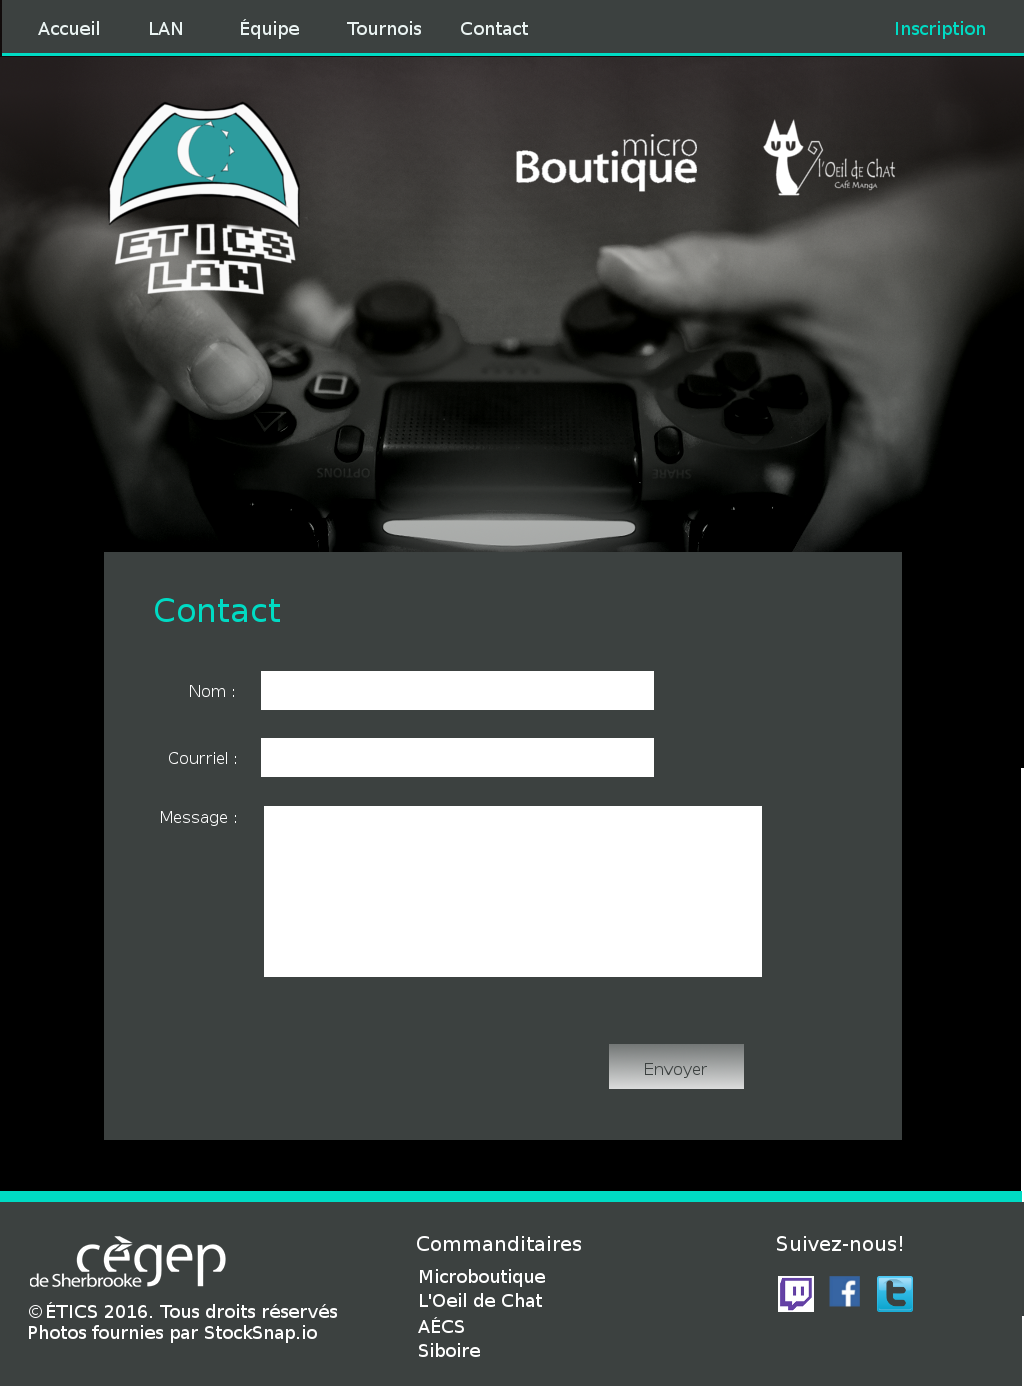 Accueil LAN Équipe Tournois Contact Inscription
ETICS
LAN
micro
Boutique
l'Oeil de Chat
Café Manga
OPTIONS
SHARE
Contact
Nom :
Courriel :
Message :
Envoyer
cégep
de Sherbrooke
©ÉTICS 2016. Tous droits réservés
Photos fournies par StockSnap.io
Commanditaires
Microboutique
L'Oeil de Chat
AÉCS
Siboire
Suivez-nous!